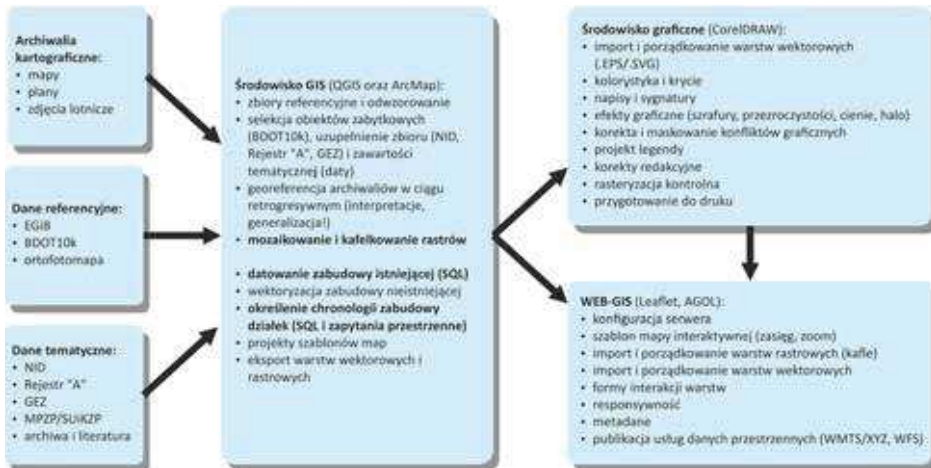 Archiwalia
kartograficzne:
• mapy
• plany
• zdjęcia lotnicze
Dane referencyjne:
• EGiB
• BDOT10k
• ortofotomapa
Dane tematyczne:
• NID
• Rejestr "A"
• GEZ
• MPZP/SUiKZP
• archiwa i literatura
Środowisko GIS (QGIS oraz ArcMap):
• zbiory referencyjne i odwzorowanie
• selekcja obiektów zabytkowych
(BDOT10k), uzupełnienie zbioru (NID,
Rejestr "A", GEZ) i zawartości
tematycznej (daty)
• georeferencja archiwaliów w ciągu
retrogresywnym (interpretacje,
generalizacja!)
• mozaikowanie i kafelkowanie rastrów
• datowanie zabudowy istniejącej (SQL)
• wektoryzacja zabudowy nieistniejącej
• określenie chronologii zabudowy
działek (SQL i zapytania przestrzenne)
• projekty szablonów map
• eksport warstw wektorowych i
rastrowych
Środowisko graficzne (CorelDRAW):
• import i porządkowanie warstw wektorowych
(.EPS/.SVG)
• kolorystyka i krycie
• napisy i sygnatury
• efekty graficzne (szrafury, przezroczystości, cienie, halo)
• korekta i maskowanie konfliktów graficznych
• projekt legendy
• korekty redakcyjne
• rasteryzacja kontrolna
• przygotowanie do druku
WEB-GIS (Leaflet, AGOL):
• konfiguracja serwera
• szablon mapy interaktywnej (zasięg, zoom)
• import i porządkowanie warstw rastrowych (kafle)
• import i porządkowanie warstw wektorowych
• formy interakcji warstw
• responsywność
• metadane
• publikacja usług danych przestrzennych (WMTS/XYZ, WFS)